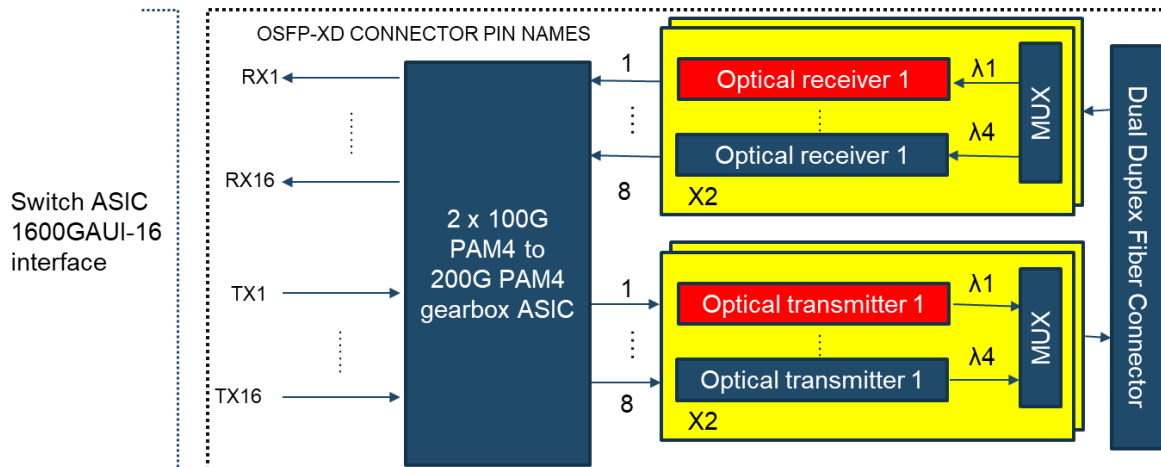 OSFP-XD CONNECTOR PIN NAMES
RX1
RX16
TX1
TX16
Switch ASIC
1600GAUI-16
interface
2 x 100G
PAM4 to
200G PAM4
gearbox ASIC
1
8
1
8
Optical receiver 1
Optical receiver 1
X2
λ1
λ4
MUX
Optical transmitter 1
Optical transmitter 1
X2
λ1
λ4
MUX
Dual Duplex Fiber Connector